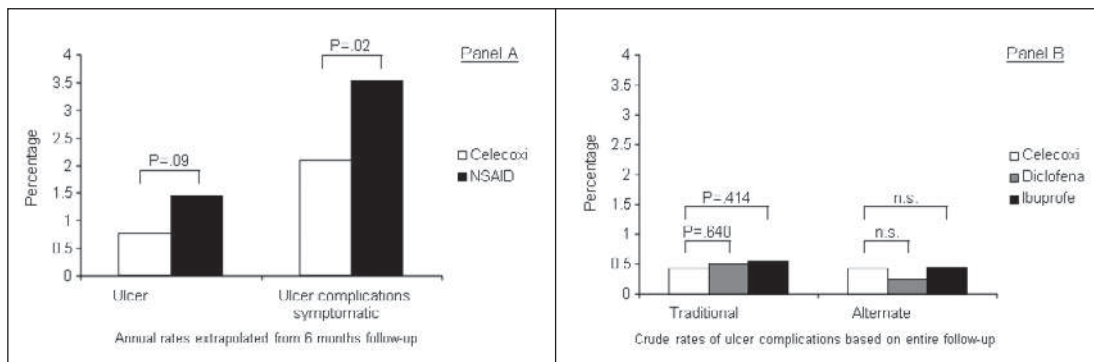 Panel A
P=.02
P=.09
Percentage
4
3.5
3
2.5
2
1.5
1
0.5
0
Celecoxi
NSAID
Ulcer
Ulcer complications
symptomatic
Annual rates extrapolated from 6 months follow-up
Panel B
Percentage
4
3.5
3
2.5
2
1.5
1
0.5
0
P=.414
P=.640
n.s.
n.s.
Celecoxi
Diclofena
Ibuprofe
Traditional
Alternate
Crude rates of ulcer complications based on entire follow-up